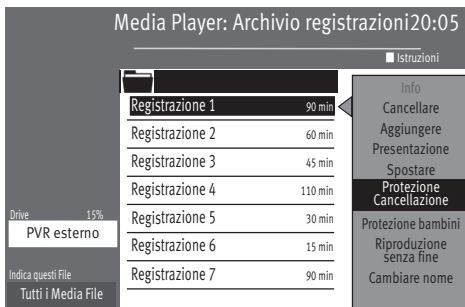 Media Player: Archivio registrazioni20:05
Istruzioni
Registrazione 1 90 min
Registrazione 2 60 min
Registrazione 3 45 min
Registrazione 4 110 min
Registrazione 5 30 min
Registrazione 6 15 min
Registrazione 7 90 min
Drive 15%
PVR esterno
Indica questi File
Tutti i Media File
Info
Cancellare
Aggiungere
Presentazione
Spostare
Protezione
Cancellazione
Protezione bambini
Riproduzione
senza fine
Cambiare nome